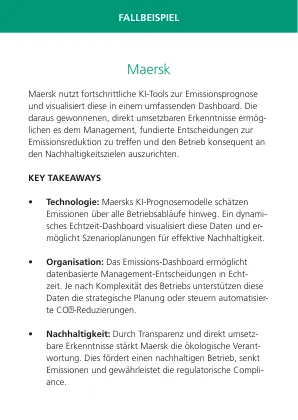 FALLBEISPIEL
Maersk
Maersk nutzt fortschrittliche KI-Tools zur Emissionsprognose
und visualisiert diese in einem umfassenden Dashboard. Die
daraus gewonnenen, direkt umsetzbaren Erkenntnisse ermög-
lichen es dem Management, fundierte Entscheidungen zur
Emissionsreduktion zu treffen und den Betrieb konsequent an
den Nachhaltigkeitszielen auszurichten.
KEY TAKEAWAYS
• Technologie: Maersks KI-Prognosemodelle schätzen
Emissionen über alle Betriebsabläufe hinweg. Ein dynami-
sches Echtzeit-Dashboard visualisiert diese Daten und er-
möglicht Szenarioplanungen für effektive Nachhaltigkeit.
• Organisation: Das Emissions-Dashboard ermöglicht
datenbasierte Management-Entscheidungen in Echt-
zeit. Je nach Komplexität des Betriebs unterstützen diese
Daten die strategische Planung oder steuern automatisier-
te CO⍰-Reduzierungen.
• Nachhaltigkeit: Durch Transparenz und direkt umsetz-
bare Erkenntnisse stärkt Maersk die ökologische Verant-
wortung. Dies fördert einen nachhaltigen Betrieb, senkt
Emissionen und gewährleistet die regulatorische Compli-
ance.